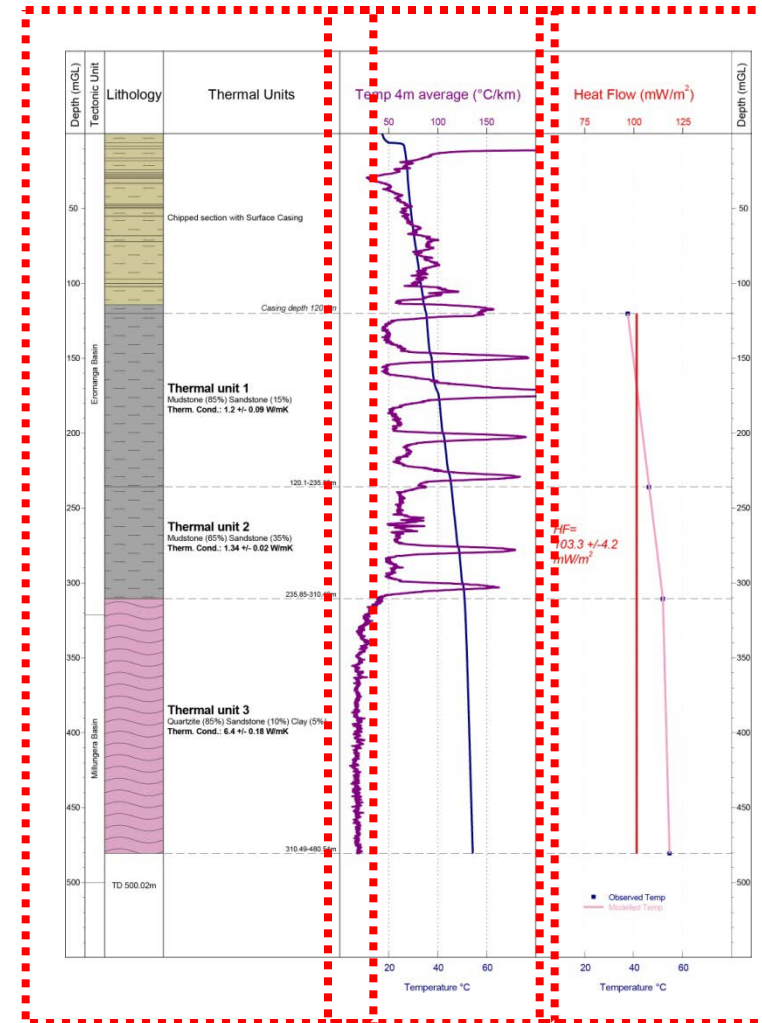 Depth (mGL)
Tectonic Unit
Lithology
Thermal Units
Temp 4m average (°C/km)
Heat Flow (mW/m²)
Depth (mGL)
50 100 150
75 100 125
Chipped section with Surface Casing
50
50
100
100
Casing depth 120
Eromanga Basin
150
150
Thermal unit 1
Mudstone (85%) Sandstone (15%)
Therm. Cond.: 1.2 +/- 0.09 W/mK
200
200
120.1-235.
250
250
Thermal unit 2
Mudstone (65%) Sandstone (35%)
Therm. Cond.: 1.34 +/- 0.02 W/mK
HF=
103.3 +/-4.2
mW/m²
300
300
235.85-310.
350
350
Thermal unit 3
Quartzite (85%) Sandstone (10%) Clay (5%)
Therm. Cond.: 6.4 +/- 0.18 W/mK
400
400
Millungera Basin
450
450
310.49-480.
500
500
TD 500.02m
Observed Temp
Modelled Temp
20 40 60
20 40 60
Temperature °C
Temperature °C